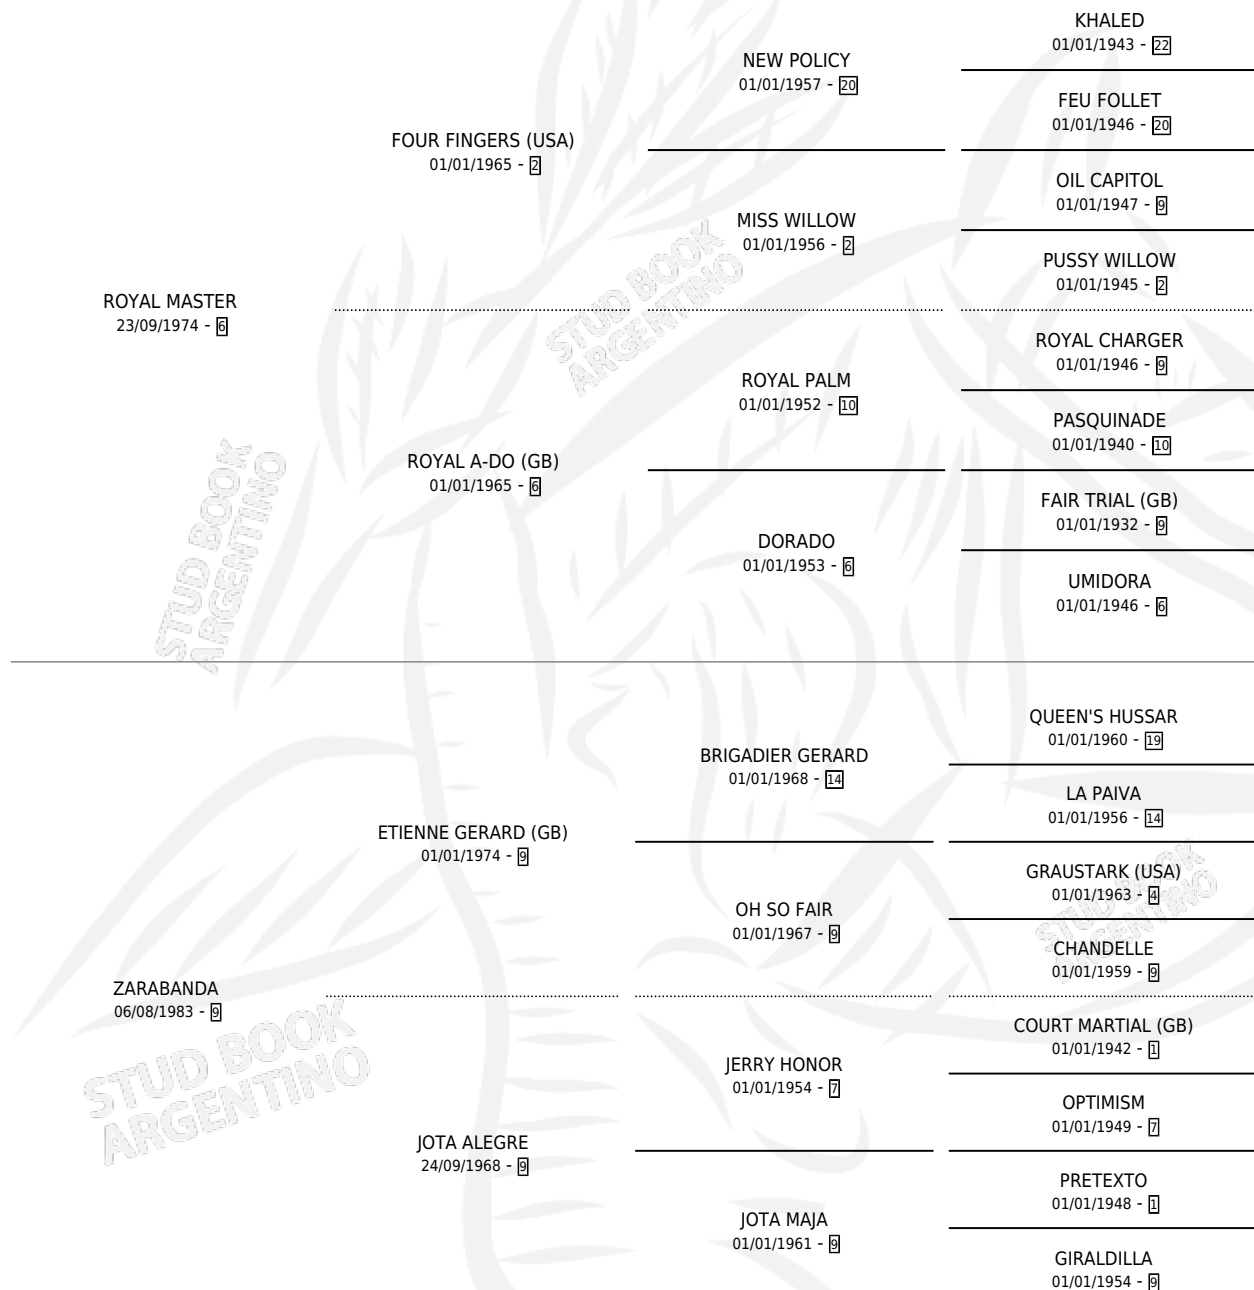 KHALED
01/01/1943 - 22
NEW POLICY
01/01/1957 - 20
FEU FOLLET
01/01/1946 - 20
FOUR FINGERS (USA)
01/01/1965 - 2
OIL CAPITOL
01/01/1947 - 9
MISS WILLOW
01/01/1956 - 2
PUSSY WILLOW
01/01/1945 - 2
ROYAL MASTER
23/09/1974 - 6
STUD BOOK
ARGENTINO
ROYAL CHARGER
01/01/1946 - 9
ROYAL PALM
01/01/1952 - 10
PASQUINADE
01/01/1940 - 10
ROYAL A-DO (GB)
01/01/1965 - 6
FAIR TRIAL (GB)
01/01/1932 - 9
DORADO
01/01/1953 - 6
UMIDORA
01/01/1946 - 6
STUD BOOK
ARGENTINO
QUEEN'S HUSSAR
01/01/1960 - 19
BRIGADIER GERARD
01/01/1968 - 14
LA PAIVA
01/01/1956 - 14
ETIENNE GERARD (GB)
01/01/1974 - 9
GRAUSTARK (USA)
01/01/1963 - 4
OH SO FAIR
01/01/1967 - 9
STUD BOOK
ARGENTINO
CHANDELLE
01/01/1959 - 9
ZARABANDA
06/08/1983 - 9
COURT MARTIAL (GB)
01/01/1942 - 1
JERRY HONOR
01/01/1954 - 7
STUD BOOK
ARGENTINO
OPTIMISM
01/01/1949 - 7
JOTA ALEGRE
24/09/1968 - 9
PRETEXTO
01/01/1948 - 1
JOTA MAJA
01/01/1961 - 9
GIRALDILLA
01/01/1954 - 9